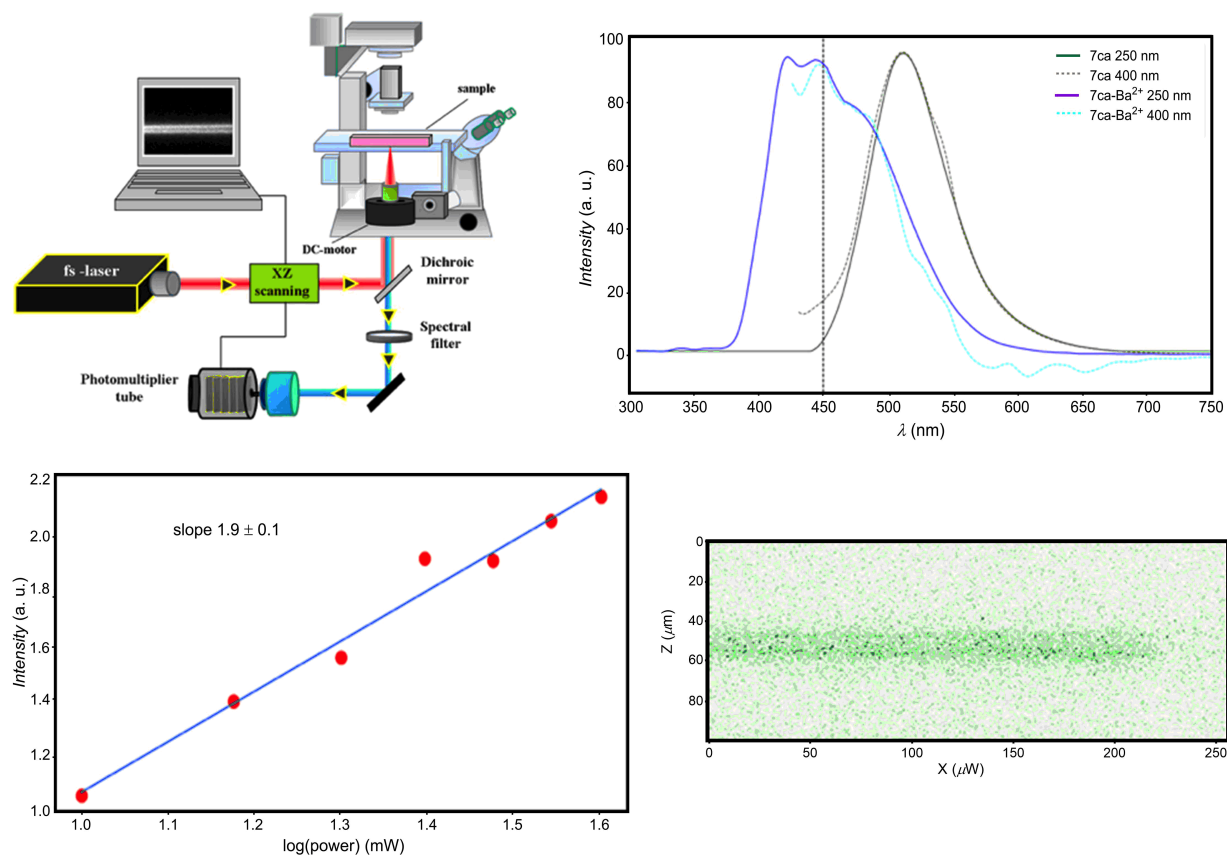 sample
DC-motor
fs -laser
XZ
scanning
Dichroic
mirror
Spectral
filter
Photomultiplier
tube
100
80
60
40
20
0
Intensity (a. u.)
7ca 250 nm
7ca 400 nm
7ca-Ba²⁺ 250 nm
7ca-Ba²⁺ 400 nm
300 350 400 450 500 550 600 650 700 750
λ (nm)
2.2
2.0
1.8
1.6
1.4
1.2
1.0
Intensity (a. u.)
slope 1.9 ± 0.1
1.0 1.1 1.2 1.3 1.4 1.5 1.6
log(power) (mW)
0
20
40
60
80
Z (μm)
0 50 100 150 200 250
X (μW)